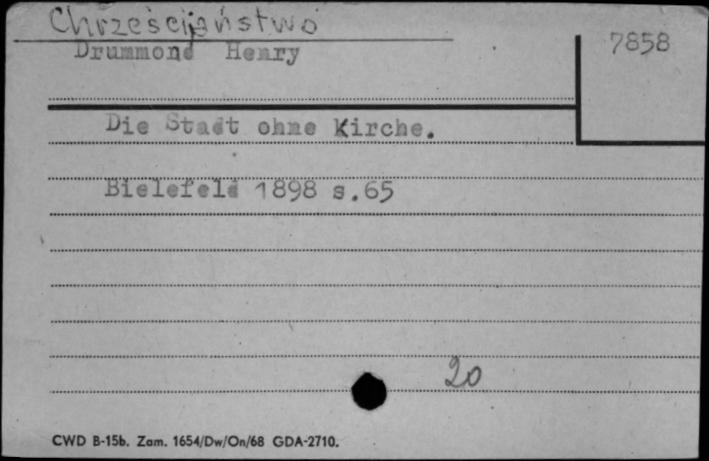 Chrześcijaństwo
Drummond Henry
7858
Die Stadt ohne Kirche.
Bielefeld 1898 s.65
20
CWD B-15b. Zam. 1654/Dw/On/68 GDA-2710.